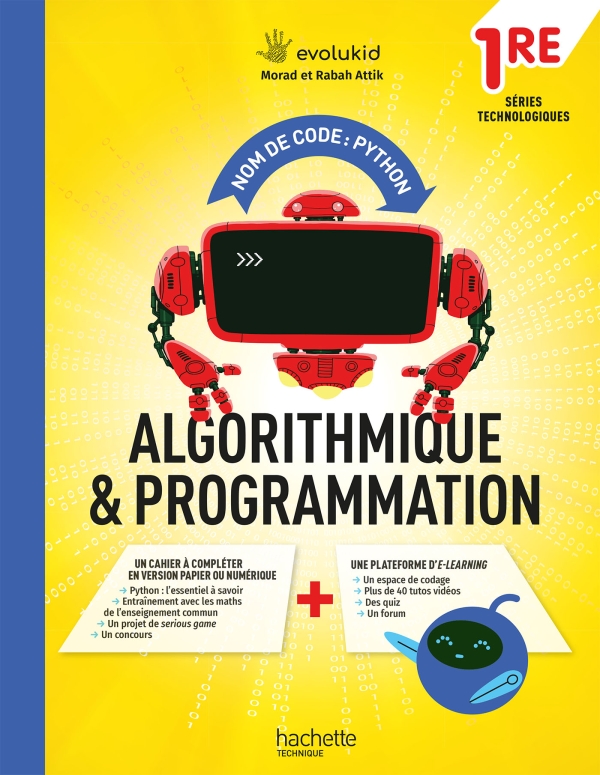 evolukid
Morad et Rabah Attik
1RE
SÉRIES
TECHNOLOGIQUES
NOM DE CODE : PYTHON
>>>
ALGORITHMIQUE
& PROGRAMMATION
UN CAHIER À COMPLÉTER
EN VERSION PAPIER OU NUMÉRIQUE
→ Python : l'essentiel à savoir
→ Entraînement avec les maths
de l'enseignement commun
→ Un projet de serious game
→ Un concours
+
UNE PLATEFORME D'E-LEARNING
→ Un espace de codage
→ Plus de 40 tutos vidéos
→ Des quiz
→ Un forum
hachette
TECHNIQUE